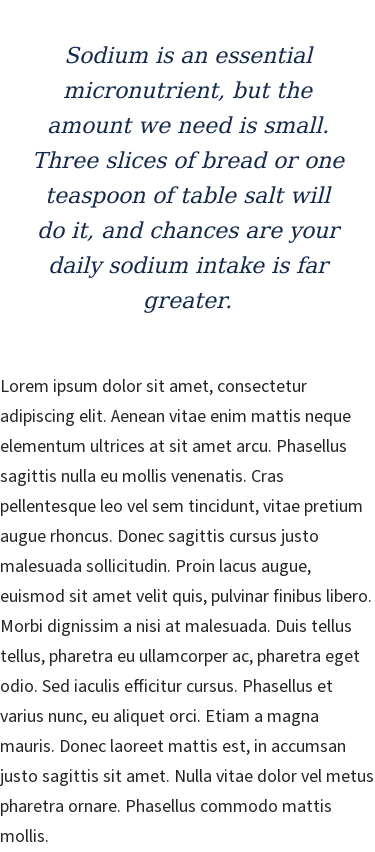 Sodium is an essential
micronutrient, but the
amount we need is small.
Three slices of bread or one
teaspoon of table salt will
do it, and chances are your
daily sodium intake is far
greater.
Lorem ipsum dolor sit amet, consectetur
adipiscing elit. Aenean vitae enim mattis neque
elementum ultrices at sit amet arcu. Phasellus
sagittis nulla eu mollis venenatis. Cras
pellentesque leo vel sem tincidunt, vitae pretium
augue rhoncus. Donec sagittis cursus justo
malesuada sollicitudin. Proin lacus augue,
euismod sit amet velit quis, pulvinar finibus libero.
Morbi dignissim a nisi at malesuada. Duis tellus
tellus, pharetra eu ullamcorper ac, pharetra eget
odio. Sed iaculis efficitur cursus. Phasellus et
varius nunc, eu aliquet orci. Etiam a magna
mauris. Donec laoreet mattis est, in accumsan
justo sagittis sit amet. Nulla vitae dolor vel metus
pharetra ornare. Phasellus commodo mattis
mollis.